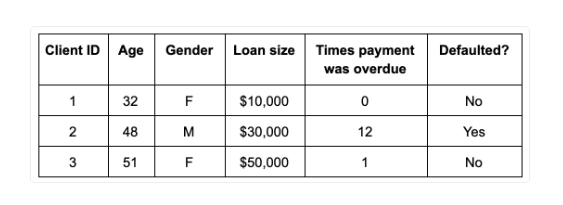 Client ID Age Gender Loan size Times payment was overdue Defaulted?
1 32 F $10,000 0 No
2 48 M $30,000 12 Yes
3 51 F $50,000 1 No